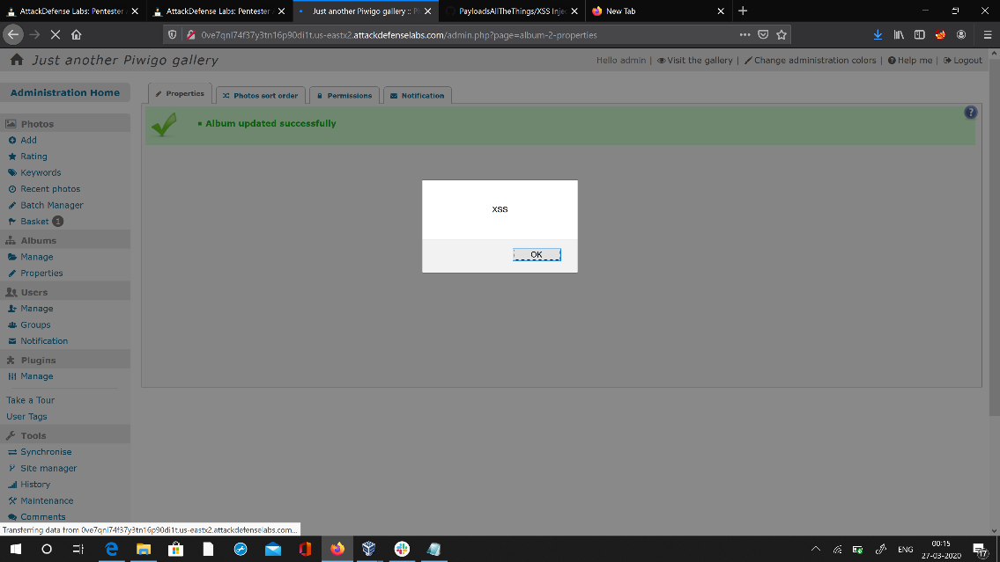 AttackDefense Labs: Pentester
AttackDefense Labs: Pentester
Just another Piwigo gallery :: P
PayloadsAllTheThings/XSS Inje
New Tab
0ve7qnl74f37y3tn16p90di1t.us-eastx2.attackdefenselabs.com/admin.php?page=album-2-properties
Just another Piwigo gallery
Hello admin | Visit the gallery | Change administration colors | Help me | Logout
Administration Home
Photos
Add
Rating
Keywords
Recent photos
Batch Manager
Basket 1
Albums
Manage
Properties
Users
Manage
Groups
Notification
Plugins
Manage
Take a Tour
User Tags
Tools
Synchronise
Site manager
History
Maintenance
Comments
Properties
Photos sort order
Permissions
Notification
• Album updated successfully
?
XSS
OK
Transferring data from 0ve7qnl74f37y3tn16p90di1t.us-eastx2.attackdefenselabs.com...
ENG
00:15
27-03-2020
17